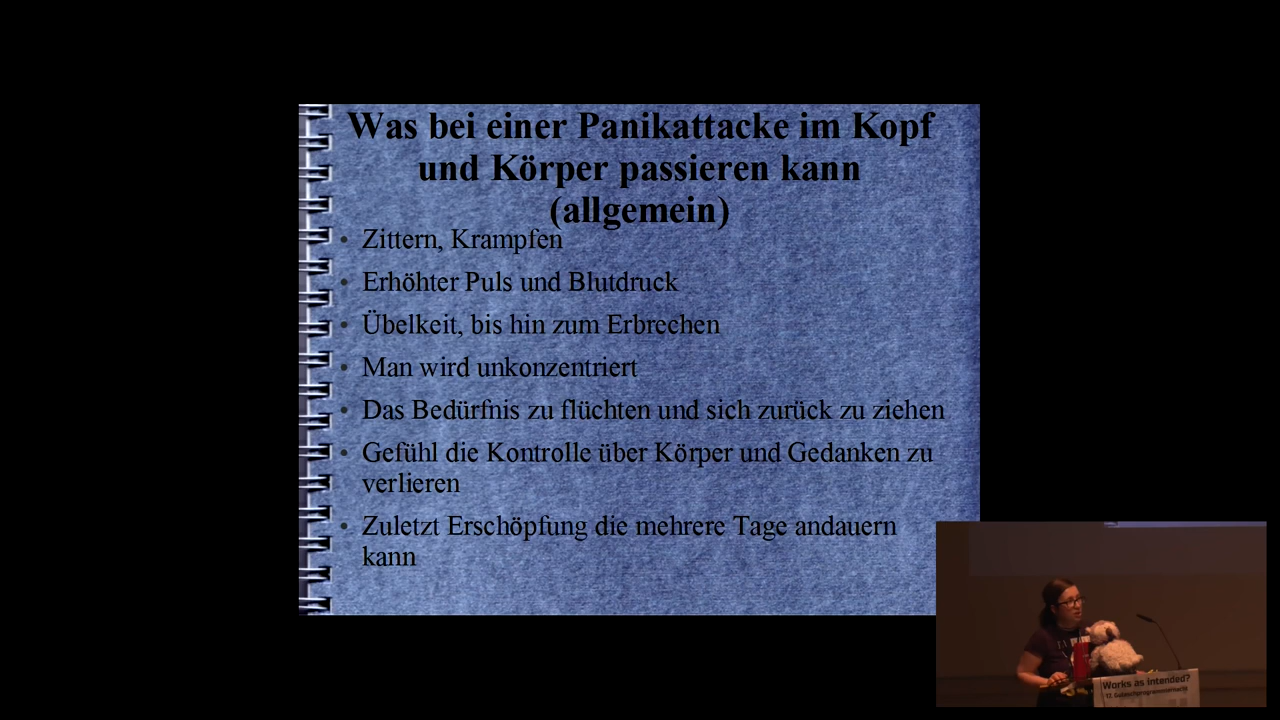 Was bei einer Panikattacke im Kopf
und Körper passieren kann
(allgemein)
• Zittern, Krampfen
• Erhöhter Puls und Blutdruck
• Übelkeit, bis hin zum Erbrechen
• Man wird unkonzentriert
• Das Bedürfnis zu flüchten und sich zurück zu ziehen
• Gefühl die Kontrolle über Körper und Gedanken zu
verlieren
• Zuletzt Erschöpfung die mehrere Tage andauern
kann
Works as intended?
12. Gulaschprogrammiernacht